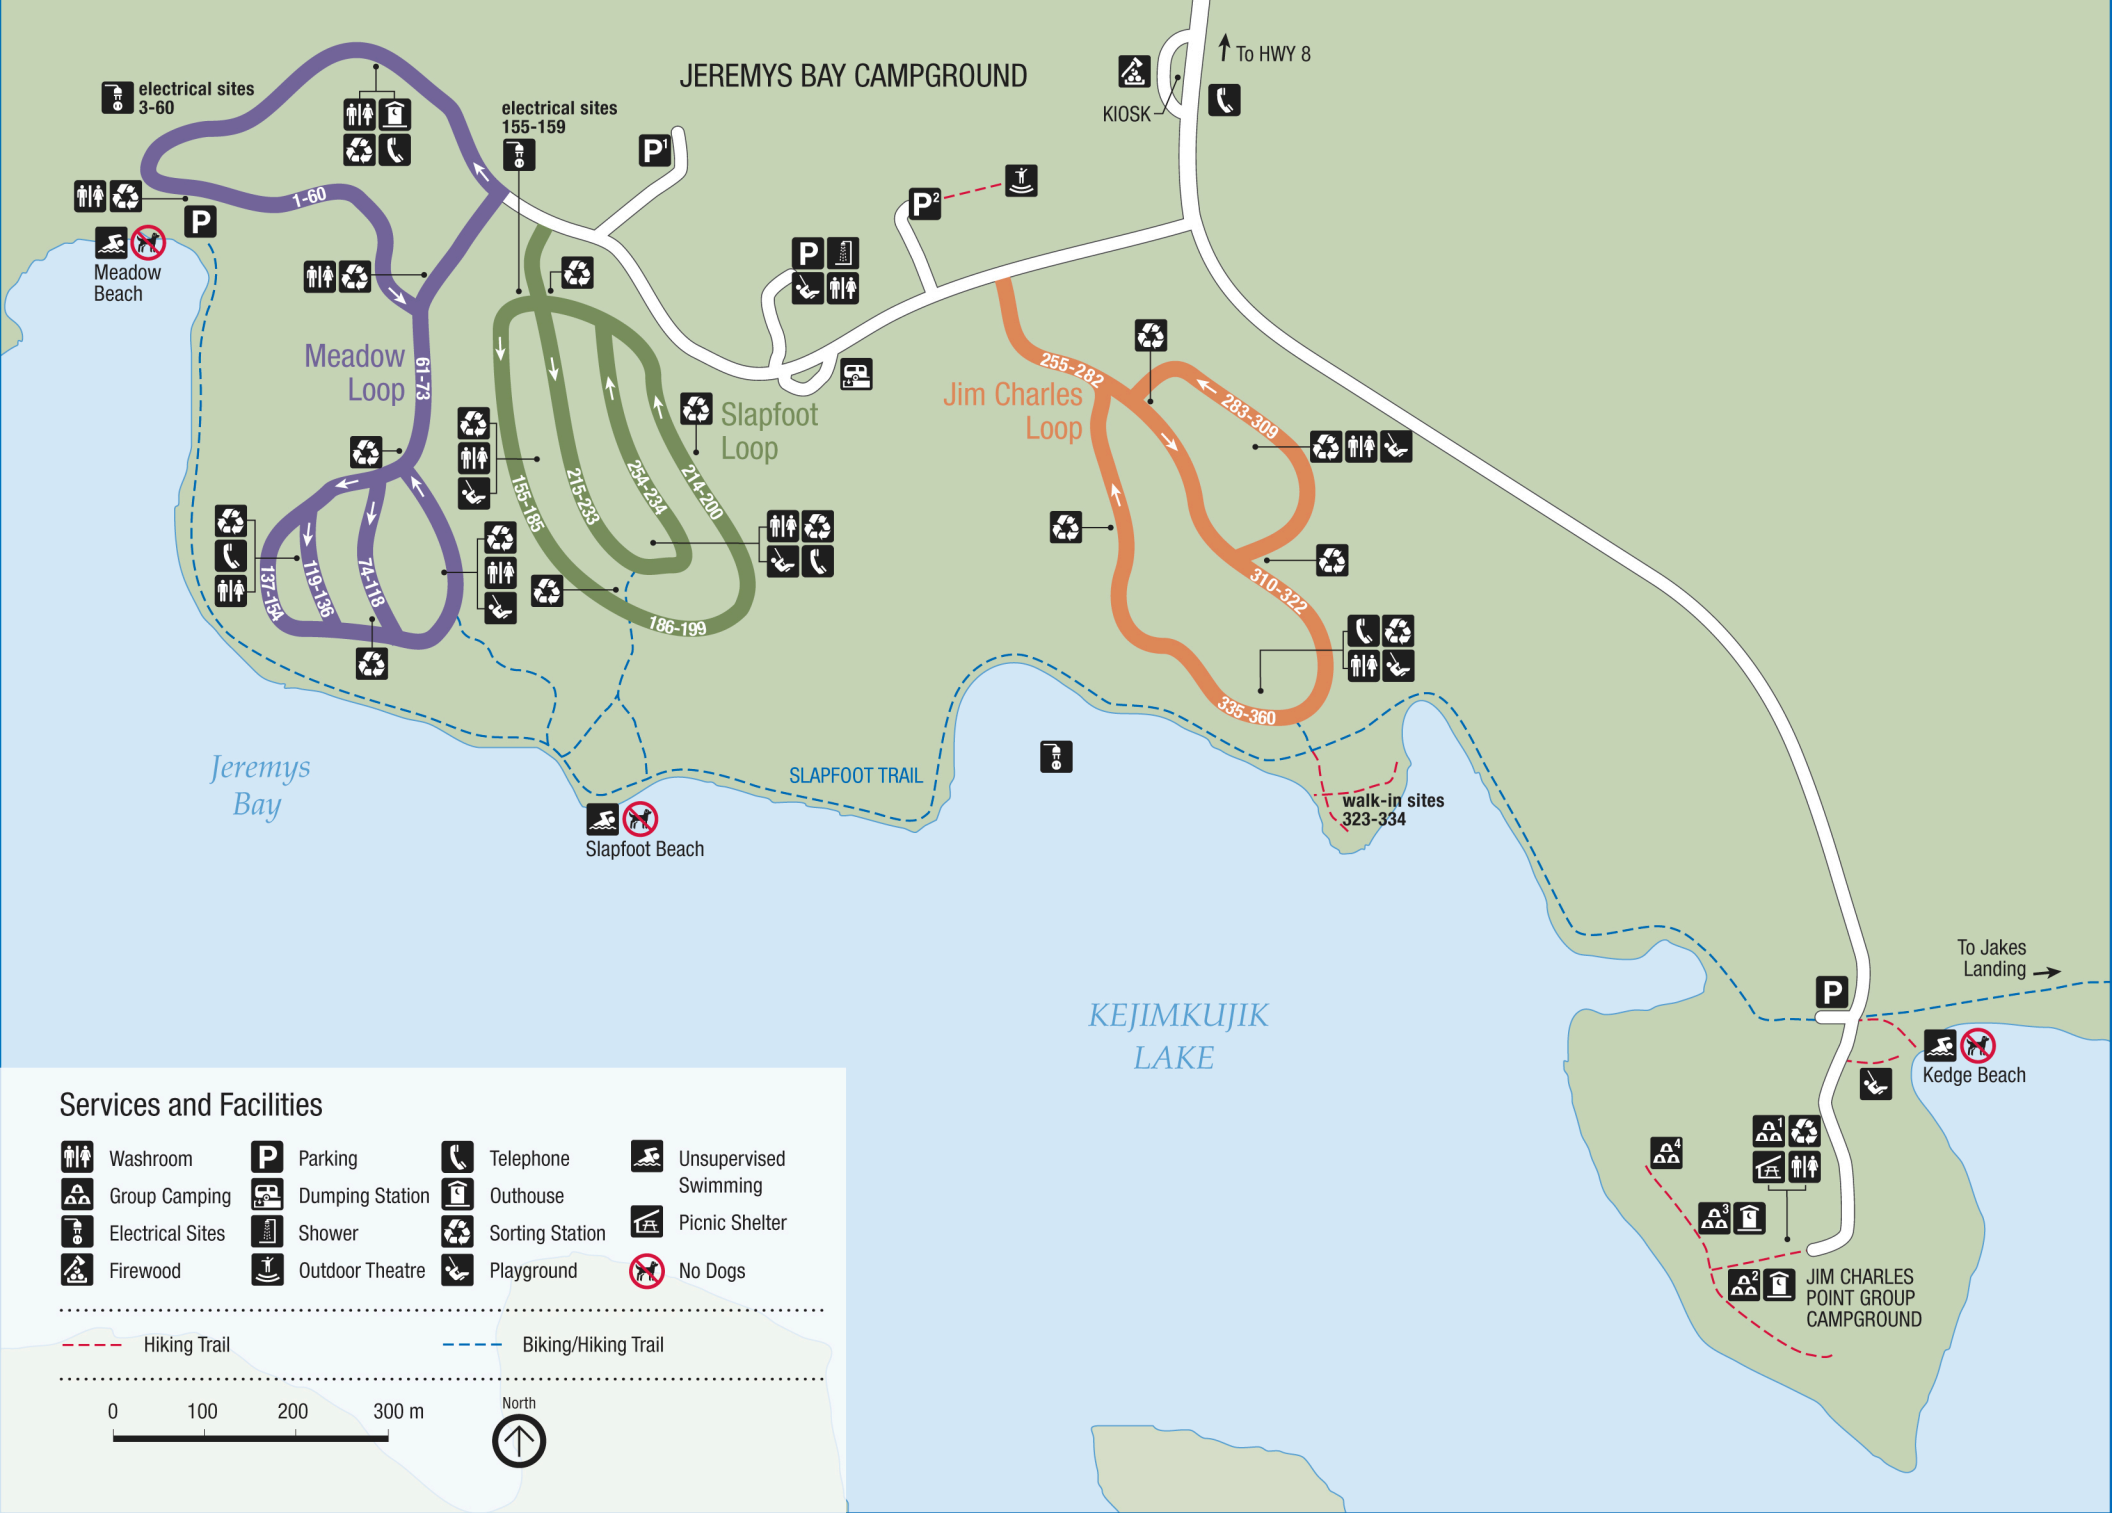 JEREMYS BAY CAMPGROUND
To HWY 8
KIOSK
electrical sites
3-60
electrical sites
155-159
P1
P2
P
P
1-60
Meadow
Beach
Meadow
Loop
61-73
Slapfoot
Loop
Jim Charles
Loop
255-282
283-309
155-185
215-233
254-234
214-200
186-199
137-154
119-136
74-118
310-322
335-360
SLAPFOOT TRAIL
walk-in sites
323-334
Jeremys
Bay
Slapfoot Beach
To Jakes
Landing
P
KEJIMKUJIK
LAKE
Kedge Beach
1
4
3
2
JIM CHARLES
POINT GROUP
CAMPGROUND
Services and Facilities
Washroom
P Parking
Telephone
Unsupervised
Swimming
Group Camping
Dumping Station
Outhouse
Electrical Sites
Shower
Sorting Station
Picnic Shelter
Firewood
Outdoor Theatre
Playground
No Dogs
Hiking Trail
Biking/Hiking Trail
0 100 200 300 m
North